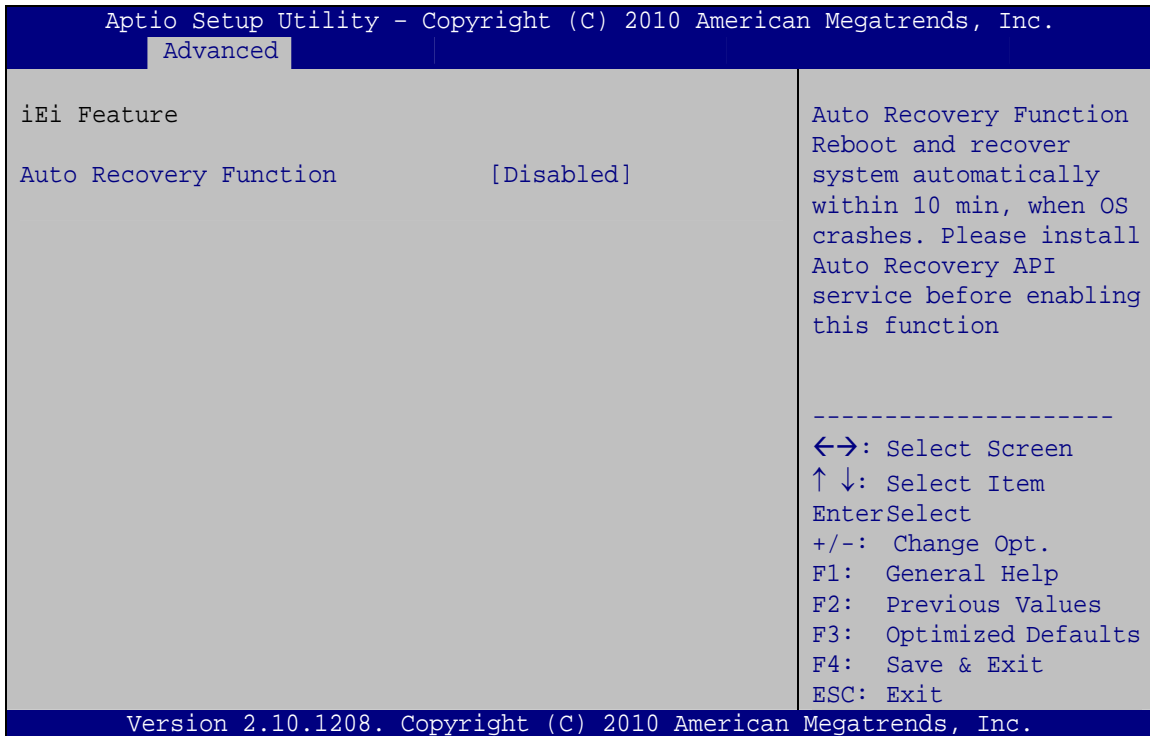 Aptio Setup Utility – Copyright (C) 2010 American Megatrends, Inc.
Advanced
iEi Feature
Auto Recovery Function [Disabled]
Auto Recovery Function
Reboot and recover
system automatically
within 10 min, when OS
crashes. Please install
Auto Recovery API
service before enabling
this function
---------------------
←→: Select Screen
↑ ↓: Select Item
EnterSelect
+/-: Change Opt.
F1: General Help
F2: Previous Values
F3: Optimized Defaults
F4: Save & Exit
ESC: Exit
Version 2.10.1208. Copyright (C) 2010 American Megatrends, Inc.